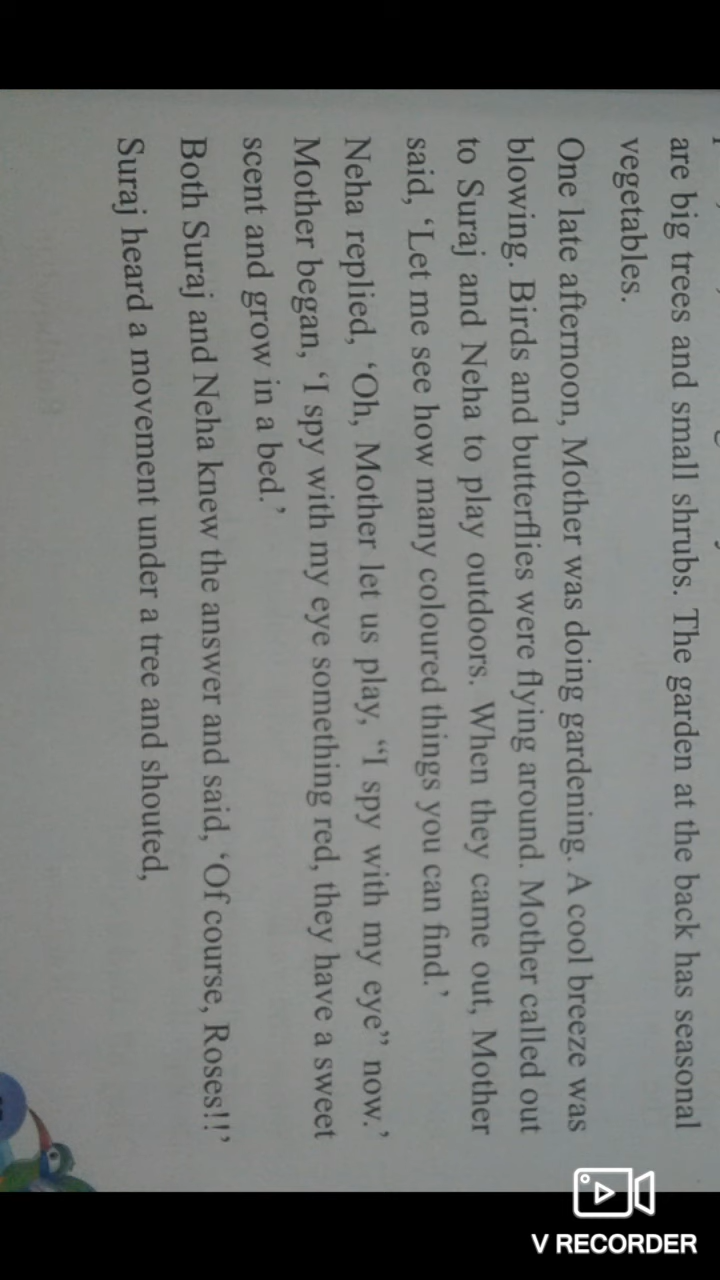 are big trees and small shrubs. The garden at the back has seasonal
vegetables.
One late afternoon, Mother was doing gardening. A cool breeze was
blowing. Birds and butterflies were flying around. Mother called out
to Suraj and Neha to play outdoors. When they came out, Mother
said, ‘Let me see how many coloured things you can find.’
Neha replied, ‘Oh, Mother let us play, “I spy with my eye” now.’
Mother began, ‘I spy with my eye something red, they have a sweet
scent and grow in a bed.’
Both Suraj and Neha knew the answer and said, ‘Of course, Roses!!’
Suraj heard a movement under a tree and shouted,
V RECORDER